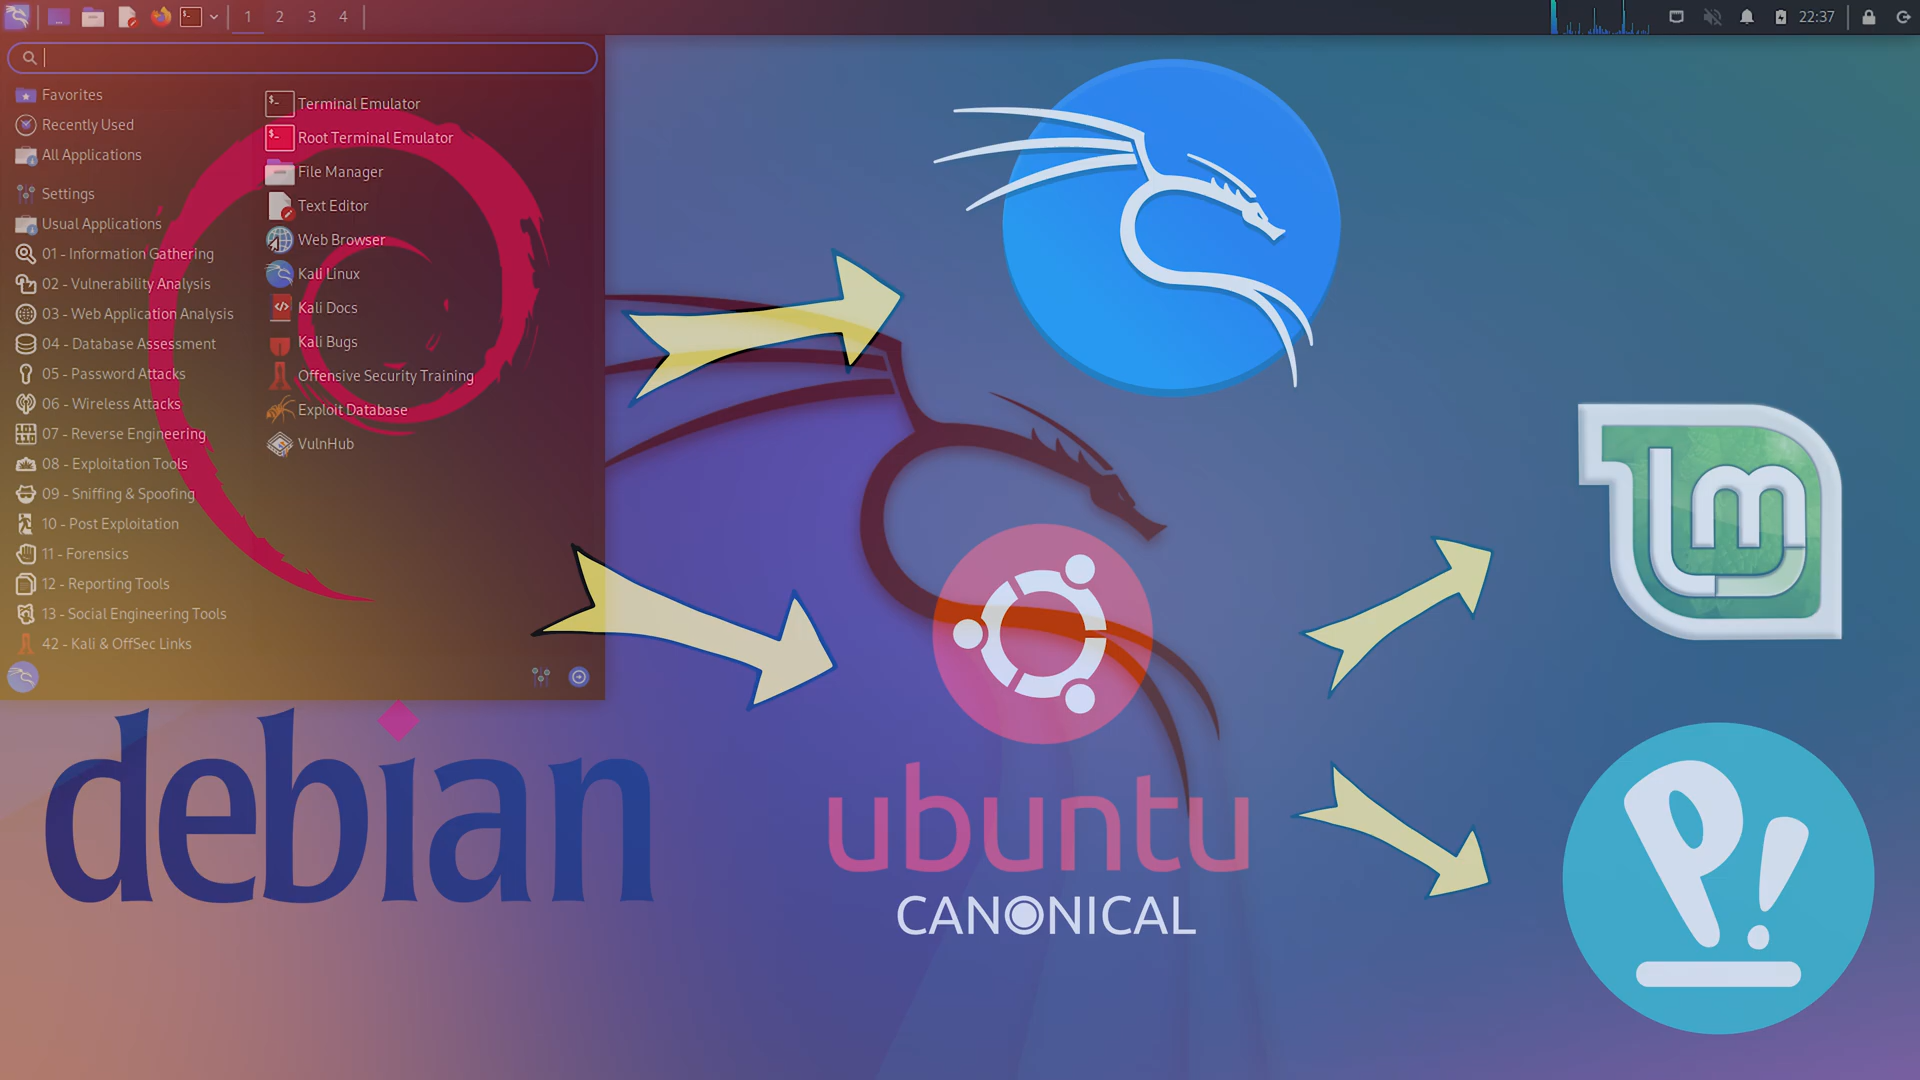 1 2 3 4
22:37
Favorites
Recently Used
All Applications
Settings
Usual Applications
01 - Information Gathering
02 - Vulnerability Analysis
03 - Web Application Analysis
04 - Database Assessment
05 - Password Attacks
06 - Wireless Attacks
07 - Reverse Engineering
08 - Exploitation Tools
09 - Sniffing & Spoofing
10 - Post Exploitation
11 - Forensics
12 - Reporting Tools
13 - Social Engineering Tools
42 - Kali & OffSec Links
Terminal Emulator
Root Terminal Emulator
File Manager
Text Editor
Web Browser
Kali Linux
Kali Docs
Kali Bugs
Offensive Security Training
Exploit Database
VulnHub
debian
ubuntu
CANONICAL
lm
P!